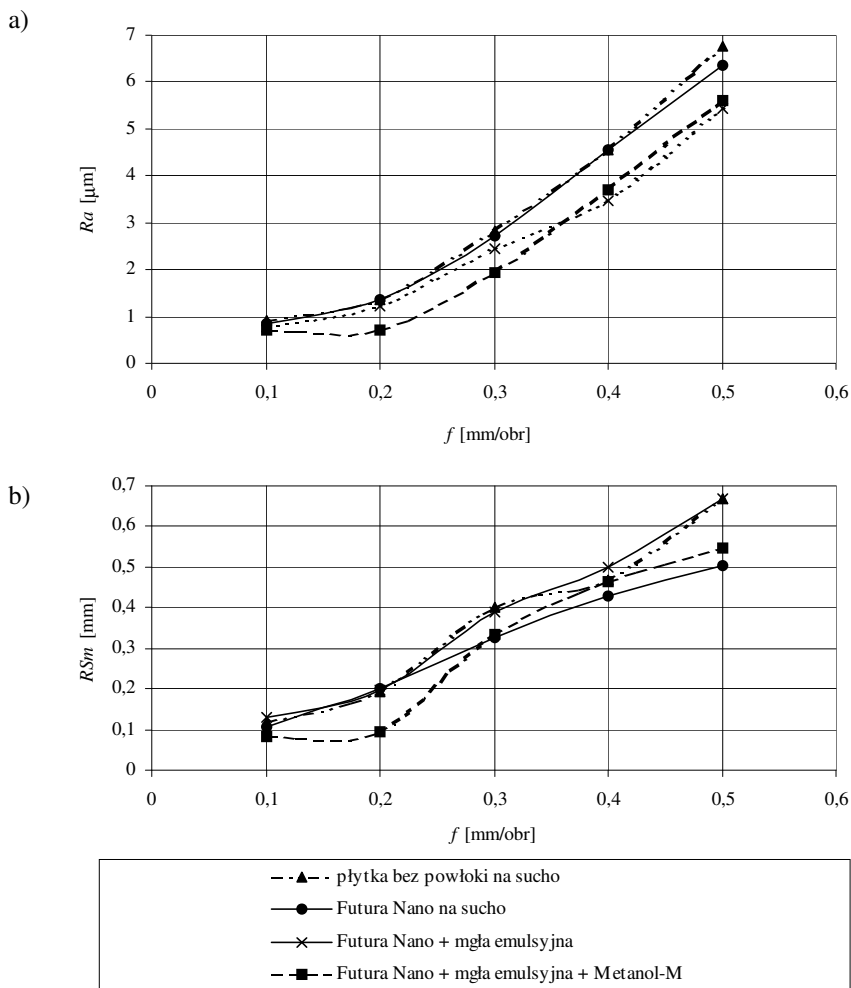 a)
7
6
5
4
3
2
1
0
Ra [µm]
0 0,1 0,2 0,3 0,4 0,5 0,6
f [mm/obr]
b)
0,7
0,6
0,5
0,4
0,3
0,2
0,1
0
RSm [mm]
0 0,1 0,2 0,3 0,4 0,5 0,6
f [mm/obr]
płytka bez powłoki na sucho
Futura Nano na sucho
Futura Nano + mgła emulsyjna
Futura Nano + mgła emulsyjna + Metanol-M